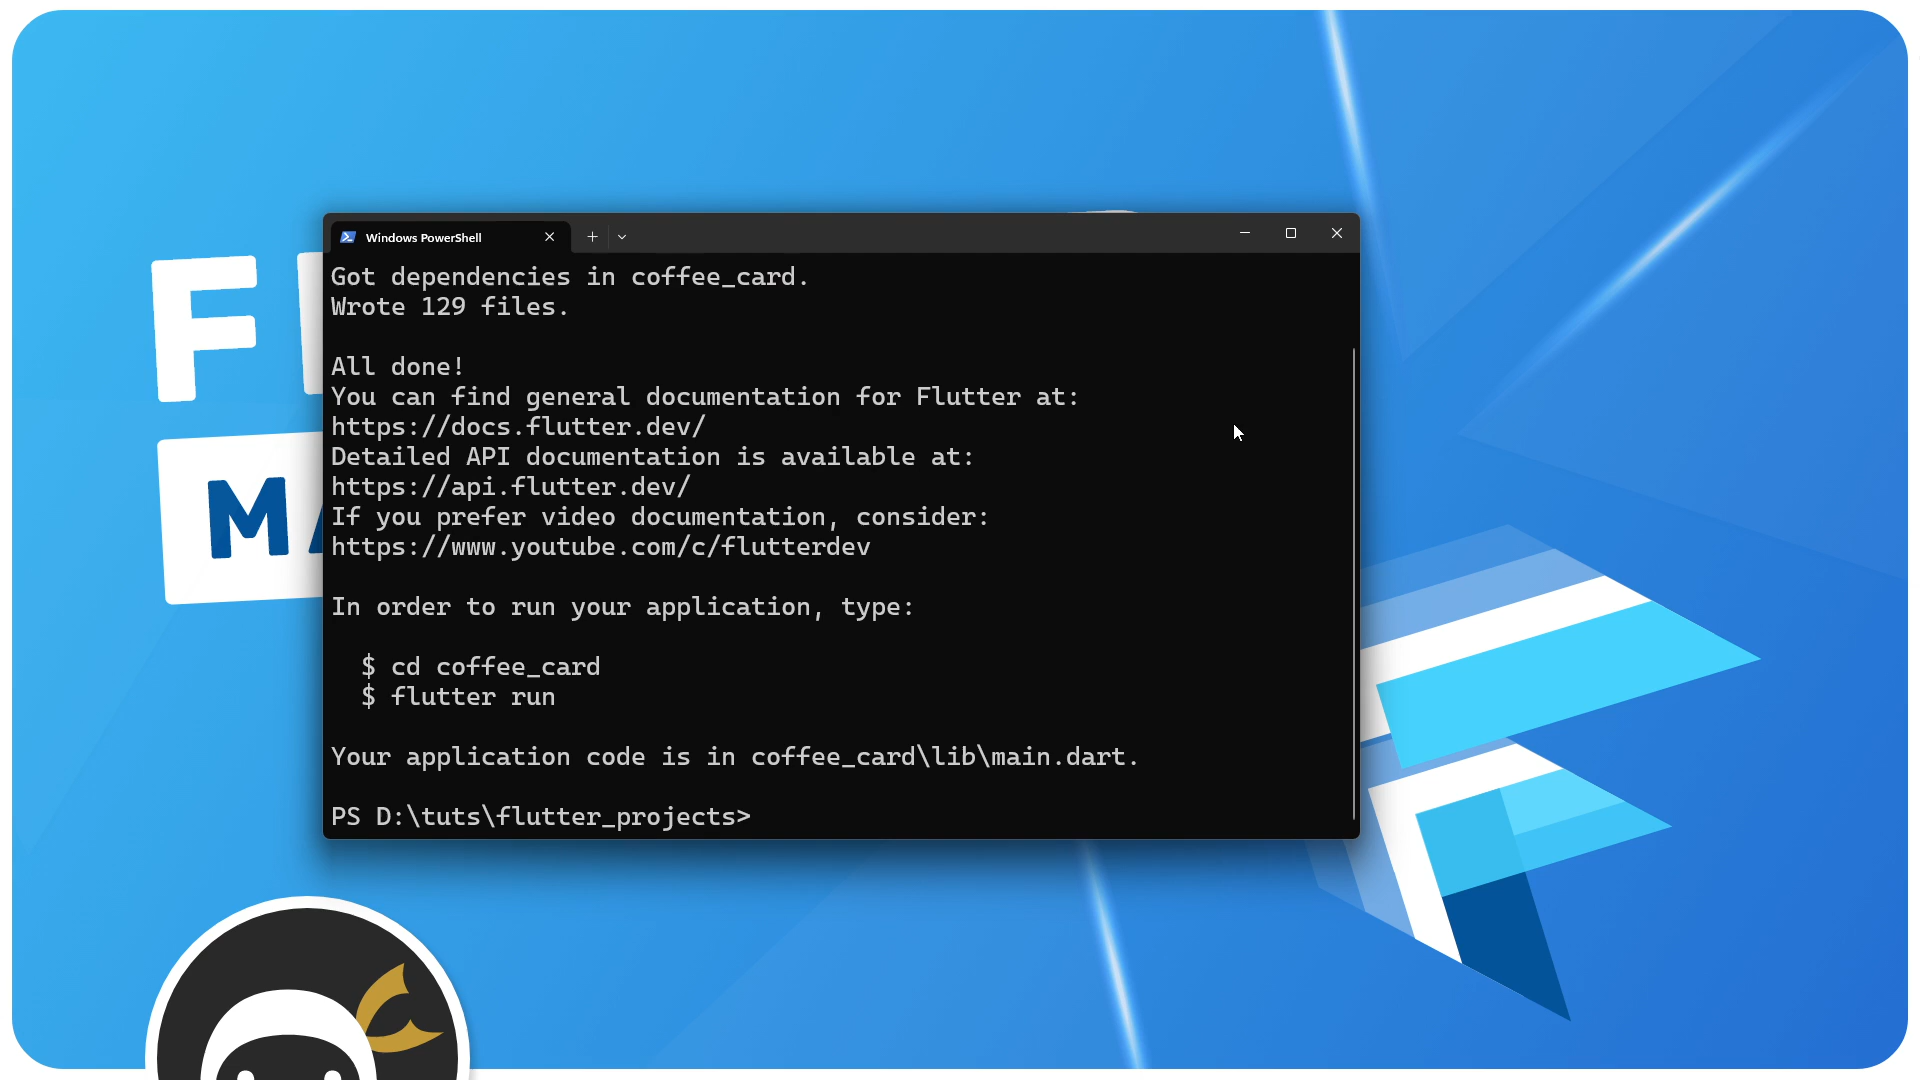 Windows PowerShell
Got dependencies in coffee_card.
Wrote 129 files.
All done!
You can find general documentation for Flutter at:
https://docs.flutter.dev/
Detailed API documentation is available at:
https://api.flutter.dev/
If you prefer video documentation, consider:
https://www.youtube.com/c/flutterdev
In order to run your application, type:
$ cd coffee_card
$ flutter run
Your application code is in coffee_card\lib\main.dart.
PS D:\tuts\flutter_projects>